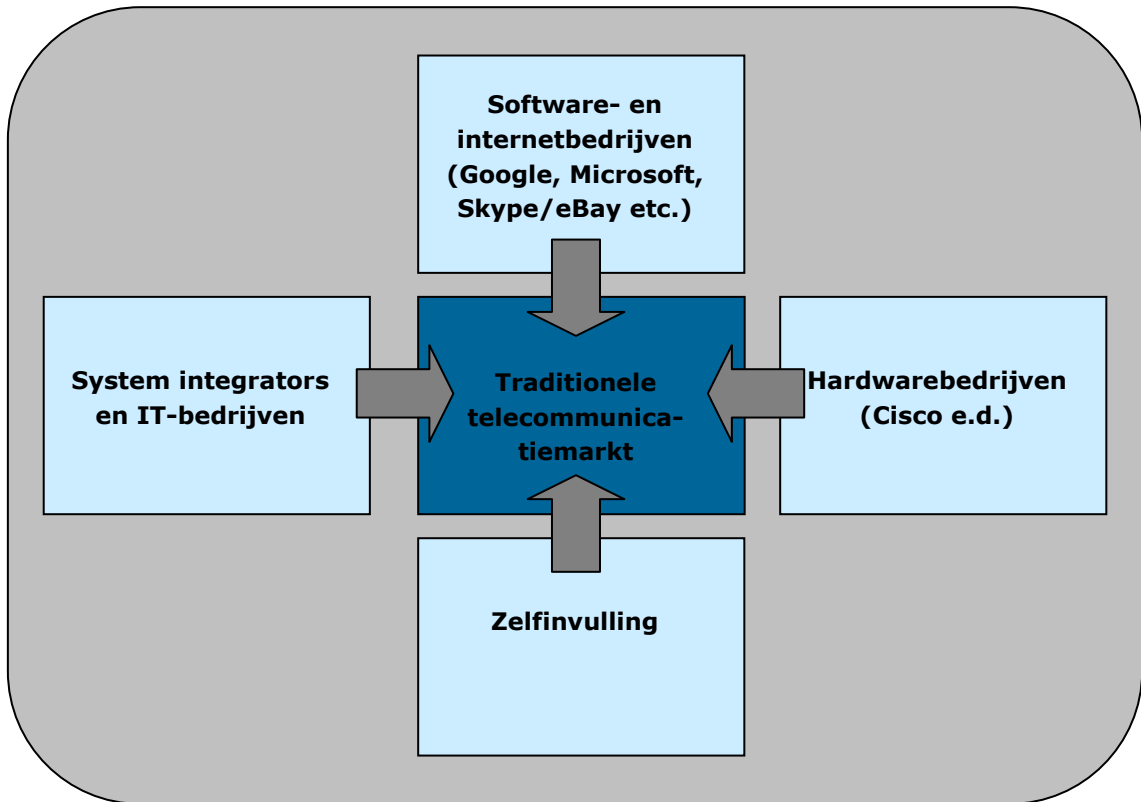 Software- en
internetbedrijven
(Google, Microsoft,
Skype/eBay etc.)
System integrators
en IT-bedrijven
Traditionele
telecommunica-
tiemarkt
Hardwarebedrijven
(Cisco e.d.)
Zelfinvulling